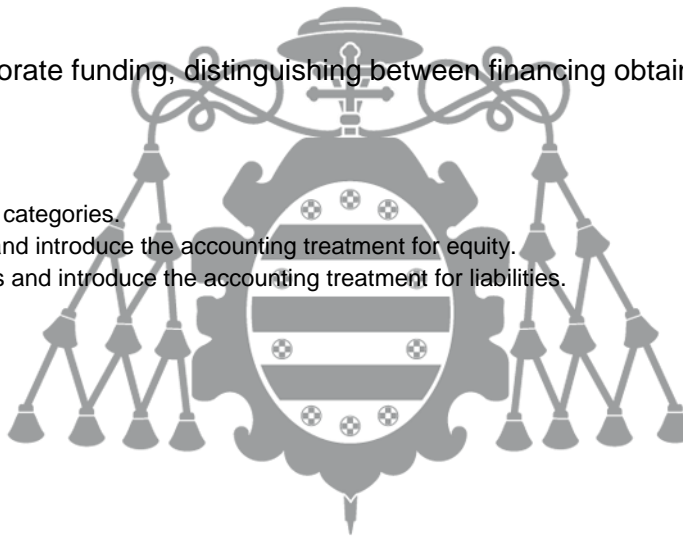 orate funding, distinguishing between financing obtain
categories.
and introduce the accounting treatment for equity.
s and introduce the accounting treatment for liabilities.